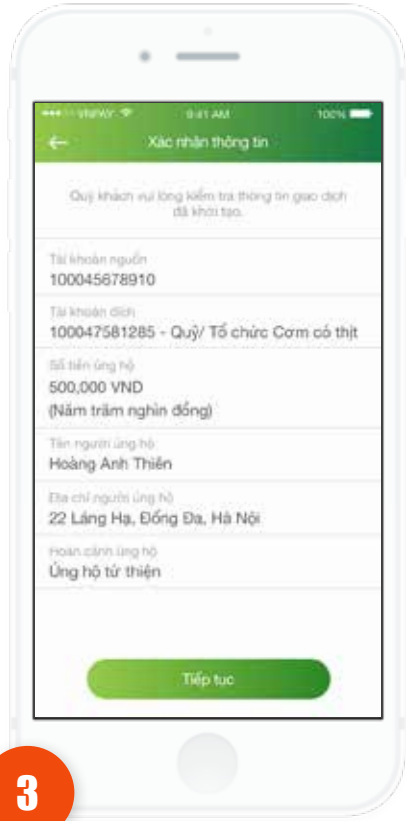 9:41 AM 100%
Xác nhận thông tin
Quý khách vui lòng kiểm tra thông tin giao dịch
đã khởi tạo.
Tài khoản nguồn
100045678910
Tài khoản đích
100047581285 - Quỹ/ Tổ chức Cơm có thịt
Số tiền ủng hộ
500,000 VND
(Năm trăm nghìn đồng)
Tên người ủng hộ
Hoàng Anh Thiên
Địa chỉ người ủng hộ
22 Láng Hạ, Đống Đa, Hà Nội
Hoàn cảnh ủng hộ
Ủng hộ từ thiện
Tiếp tục
3